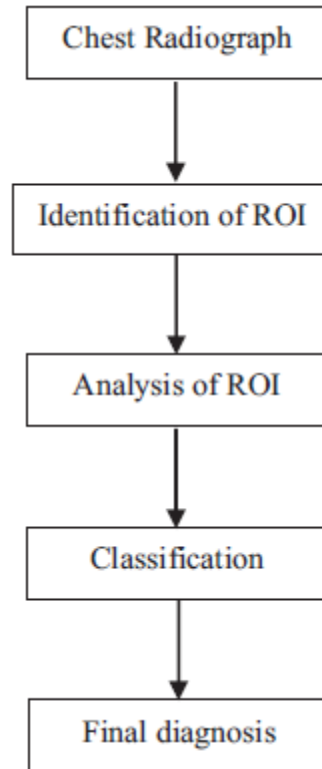 Chest Radiograph
Identification of ROI
Analysis of ROI
Classification
Final diagnosis